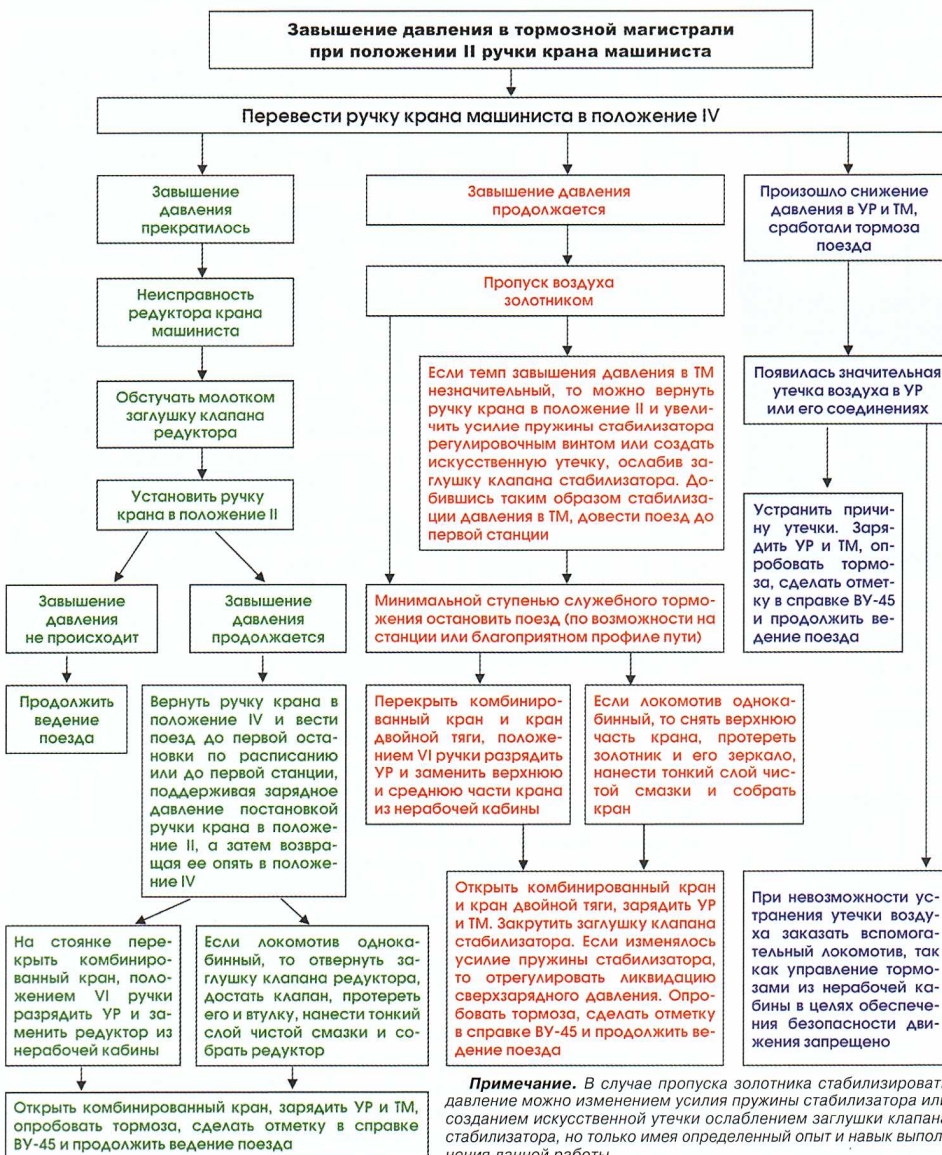 Завышение давления в тормозной магистрали
при положении II ручки крана машиниста
Перевести ручку крана машиниста в положение IV
Завышение
давления
прекратилось
Неисправность
редуктора крана
машиниста
Обстучать молотком
заглушку клапана
редуктора
Установить ручку
крана в положение II
Завышение
давления
не происходит
Продолжить
ведение
поезда
Завышение
давления
продолжается
Вернуть ручку крана в
положение IV и вести
поезд до первой оста-
новки по расписанию
или до первой станции,
поддерживая зарядное
давление постановкой
ручки крана в положе-
ние II, а затем возвра-
щая ее опять в поло-
жение IV
На стоянке пере-
крыть комбиниро-
ванный кран, поло-
жением VI ручки
разрядить УР и за-
менить редуктор из
нерабочей кабины
Если локомотив однока-
бинный, то отвернуть за-
глушку клапана редуктора,
достать клапан, протереть
его и втулку, нанести тонкий
слой чистой смазки и со-
брать редуктор
Открыть комбинированный кран, зарядить УР и ТМ,
опробовать тормоза, сделать отметку в справке
ВУ-45 и продолжить ведение поезда
Завышение давления
продолжается
Пропуск воздуха
золотником
Если темп завышения давления в ТМ
незначительный, то можно вернуть
ручку крана в положение II и увели-
чить усилие пружины стабилизатора
регулировочным винтом или создать
искусственную утечку, ослабив за-
глушку клапана стабилизатора. До-
бившись таким образом стабилиза-
ции давления в ТМ, довести поезд до
первой станции
Минимальной ступенью служебного тормо-
жения остановить поезд (по возможности на
станции или благоприятном профиле пути)
Перекрыть комбиниро-
ванный кран и кран
двойной тяги, положе-
нием VI ручки разрядить
УР и заменить верхнюю
и среднюю части крана
из нерабочей кабины
Если локомотив однока-
бинный, то снять верхнюю
часть крана, протереть
золотник и его зеркало,
нанести тонкий слой чис-
той смазки и собрать
кран
Открыть комбинированный кран
и кран двойной тяги, зарядить УР
и ТМ. Закрутить заглушку клапана
стабилизатора. Если изменялось
усилие пружины стабилизатора,
то отрегулировать ликвидацию
сверхзарядного давления. Опро-
бовать тормоза, сделать отметку
в справке ВУ-45 и продолжить ве-
дение поезда
Произошло снижение
давления в УР и ТМ,
сработали тормоза
поезда
Появилась значительная
утечка воздуха в УР
или его соединениях
Устранить причи-
ну утечки. Заря-
дить УР и ТМ, оп-
робовать тормо-
за, сделать отмет-
ку в справке ВУ-45
и продолжить ве-
дение поезда
При невозможности ус-
транения утечки возду-
ха заказать вспомога-
тельный локомотив, так
как управление тормо-
зами из нерабочей ка-
бины в целях обеспече-
ния безопасности дви-
жения запрещено
Примечание. В случае пропуска золотника стабилизировать
давление можно изменением усилия пружины стабилизатора или
созданием искусственной утечки ослаблением заглушки клапана
стабилизатора, но только имея определенный опыт и навык выпол-
нения данной работы.